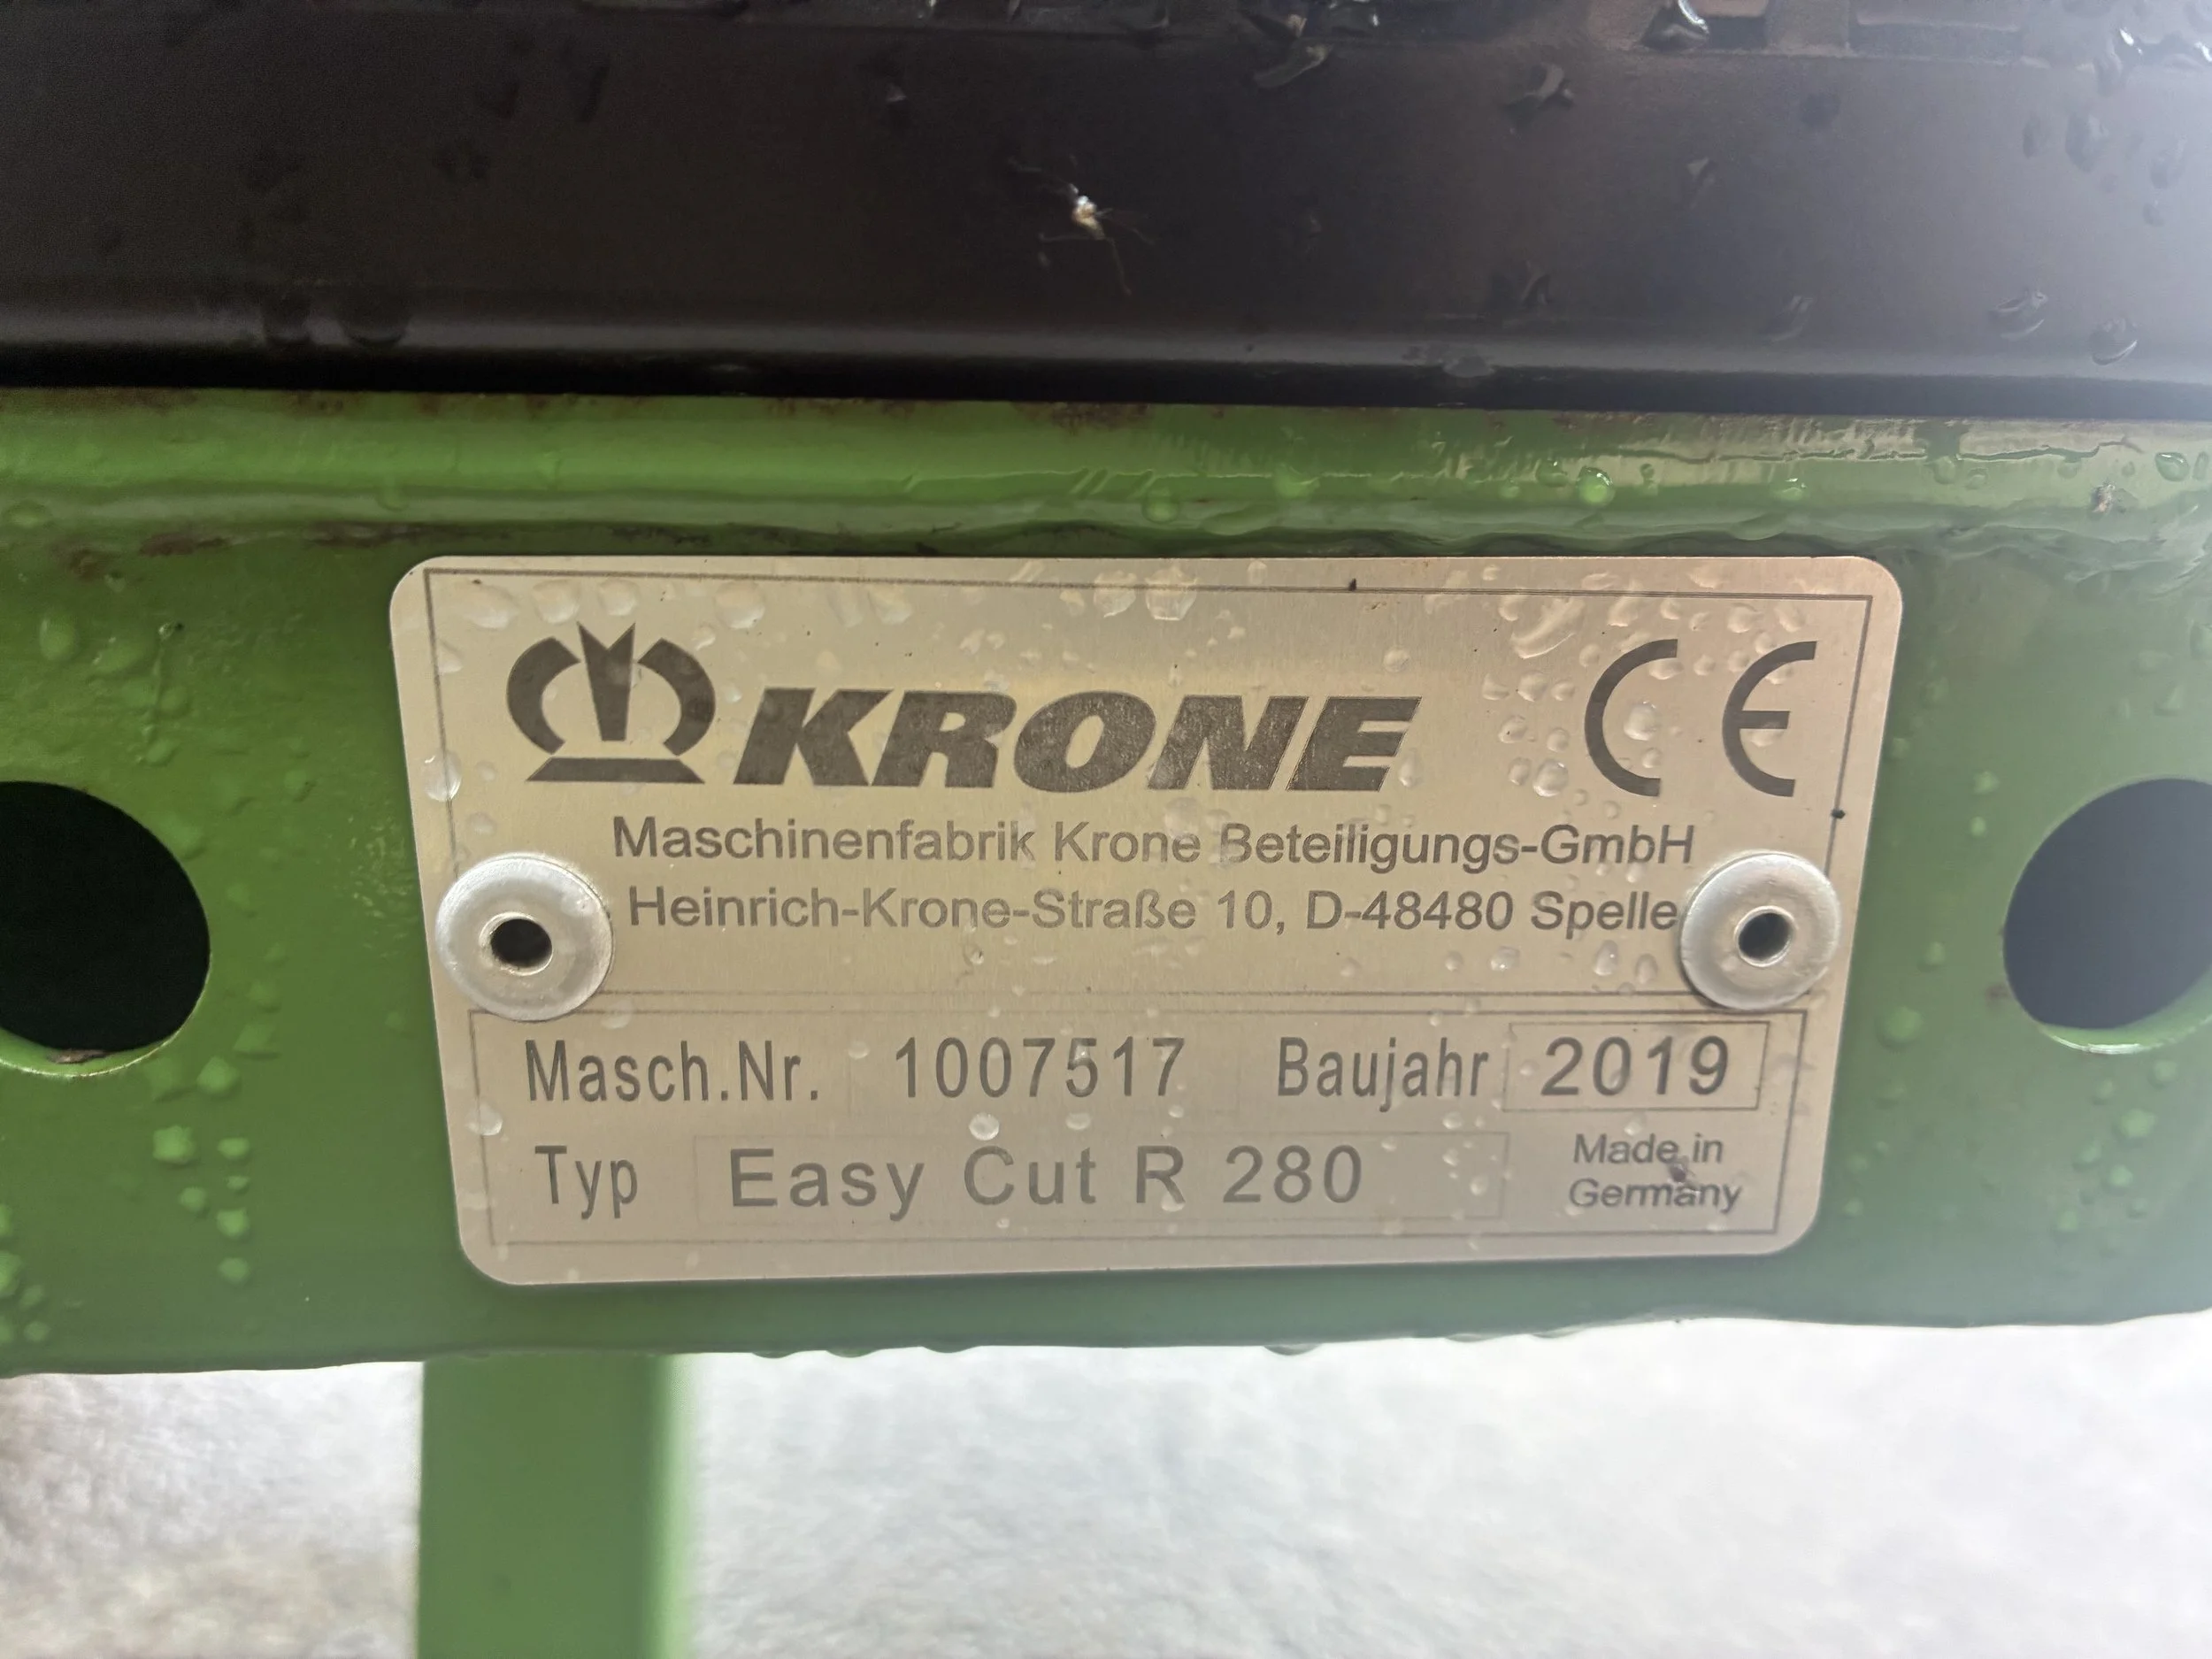 KRONE CE
Maschinenfabrik Krone Beteiligungs-GmbH
Heinrich-Krone-Straße 10, D-48480 Spelle
Masch.Nr. 1007517 Baujahr 2019
Typ Easy Cut R 280 Made in
Germany